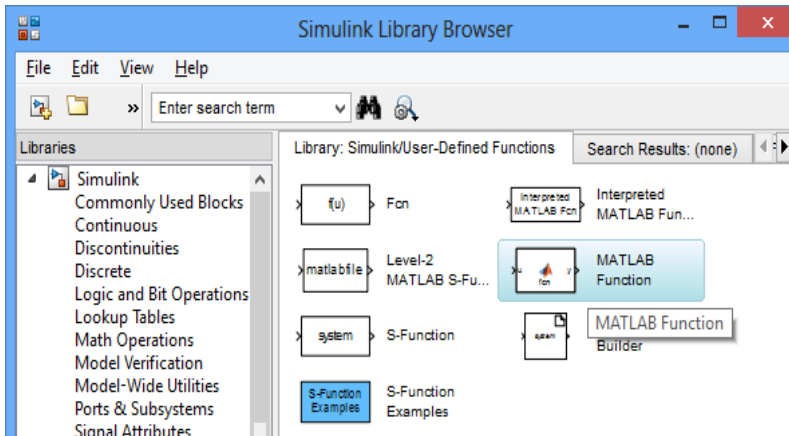 Simulink Library Browser
File Edit View Help
» Enter search term
Libraries
Library: Simulink/User-Defined Functions
Search Results: (none)
Simulink
Commonly Used Blocks
Continuous
Discontinuities
Discrete
Logic and Bit Operations
Lookup Tables
Math Operations
Model Verification
Model-Wide Utilities
Ports & Subsystems
Signal Attributes
f(u)
Fcn
Interpreted
MATLAB Fcn
Interpreted
MATLAB Fun...
matlabfile
Level-2
MATLAB S-Fu...
u
y
fcn
MATLAB
Function
system
S-Function
system
MATLAB Function
Builder
S-Function
Examples
S-Function
Examples